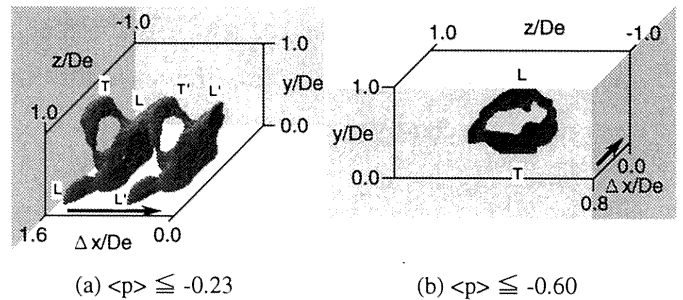 -1.0
z/De
1.0
T
L
T'
L'
1.0
y/De
0.0
L
L'
1.6
Δx/De
0.0
(a) <p> ≦ -0.23
1.0
z/De
-1.0
1.0
L
y/De
0.0
T
0.0
Δx/De
0.8
(b) <p> ≦ -0.60